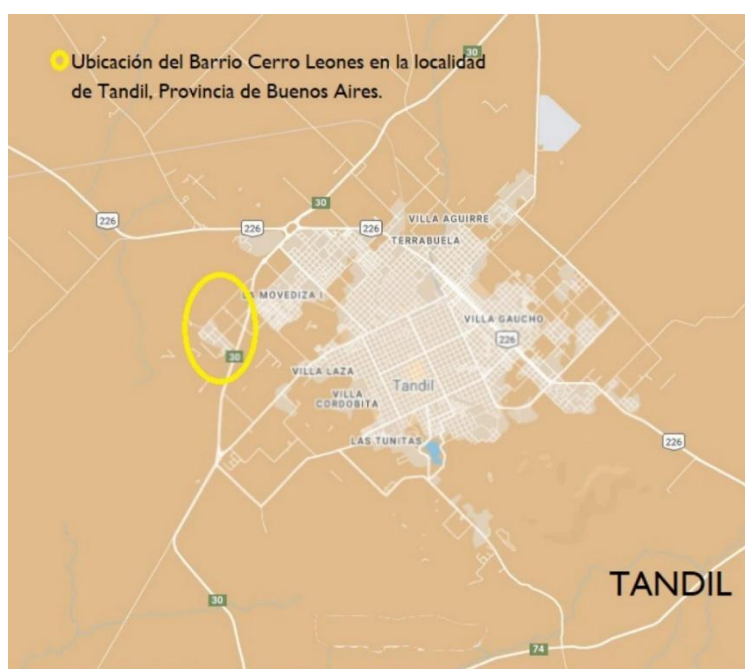 Ubicación del Barrio Cerro Leones en la localidad
de Tandil, Provincia de Buenos Aires.
30
30
226
226
226
VILLA AGUIRRE
TERRABUELA
LA MOVEDIZA I
VILLA GAUCHO
226
30
VILLA LAZA
Tandil
VILLA
CORDOBITA
LAS TUNITAS
226
TANDIL
30
74